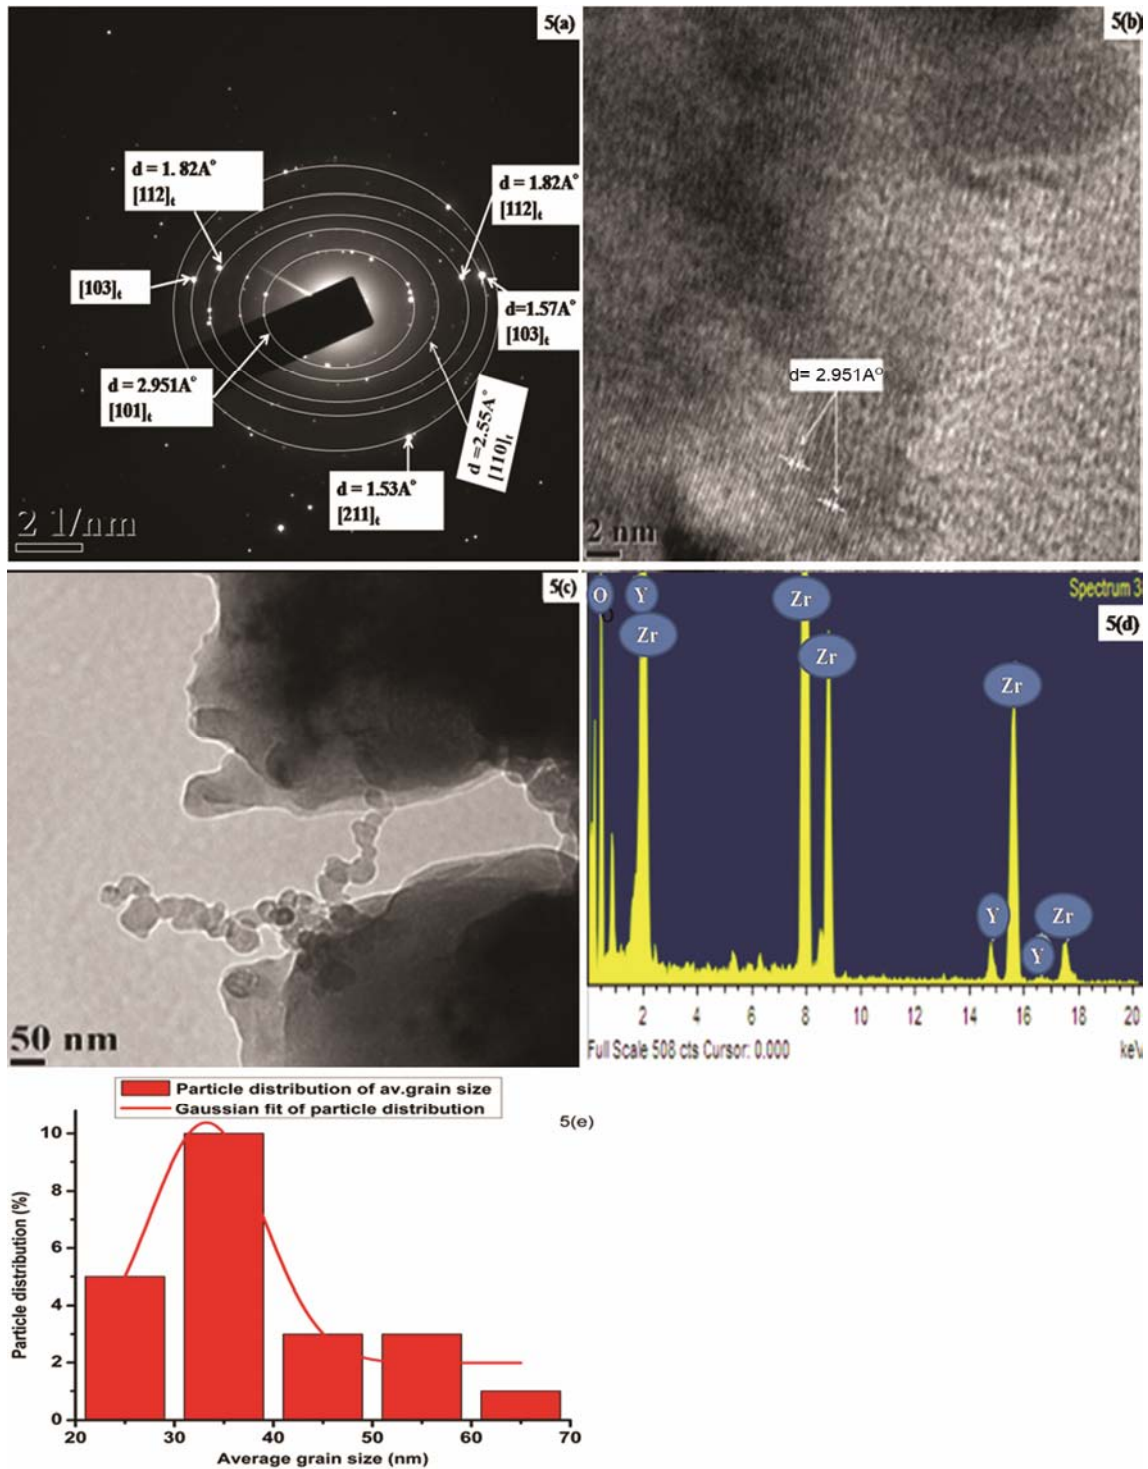 5(a)
d = 1. 82A°
[112]t
d = 1.82A°
[112]t
[103]t
d=1.57A°
[103]t
d = 2.951A°
[101]t
d =2.55A°
[110]t
d = 1.53A°
[211]t
2 1/nm
5(b)
d= 2.951A°
2 nm
5(c)
50 nm
Spectrum 3
5(d)
O
Y
Zr
Zr
Zr
Zr
Y
Y
Zr
2 4 6 8 10 12 14 16 18 20
Full Scale 508 cts Cursor: 0.000
keV
Particle distribution of av.grain size
Gaussian fit of particle distribution
5(e)
Particle distribution (%)
10
8
6
4
2
0
20 30 40 50 60 70
Average grain size (nm)